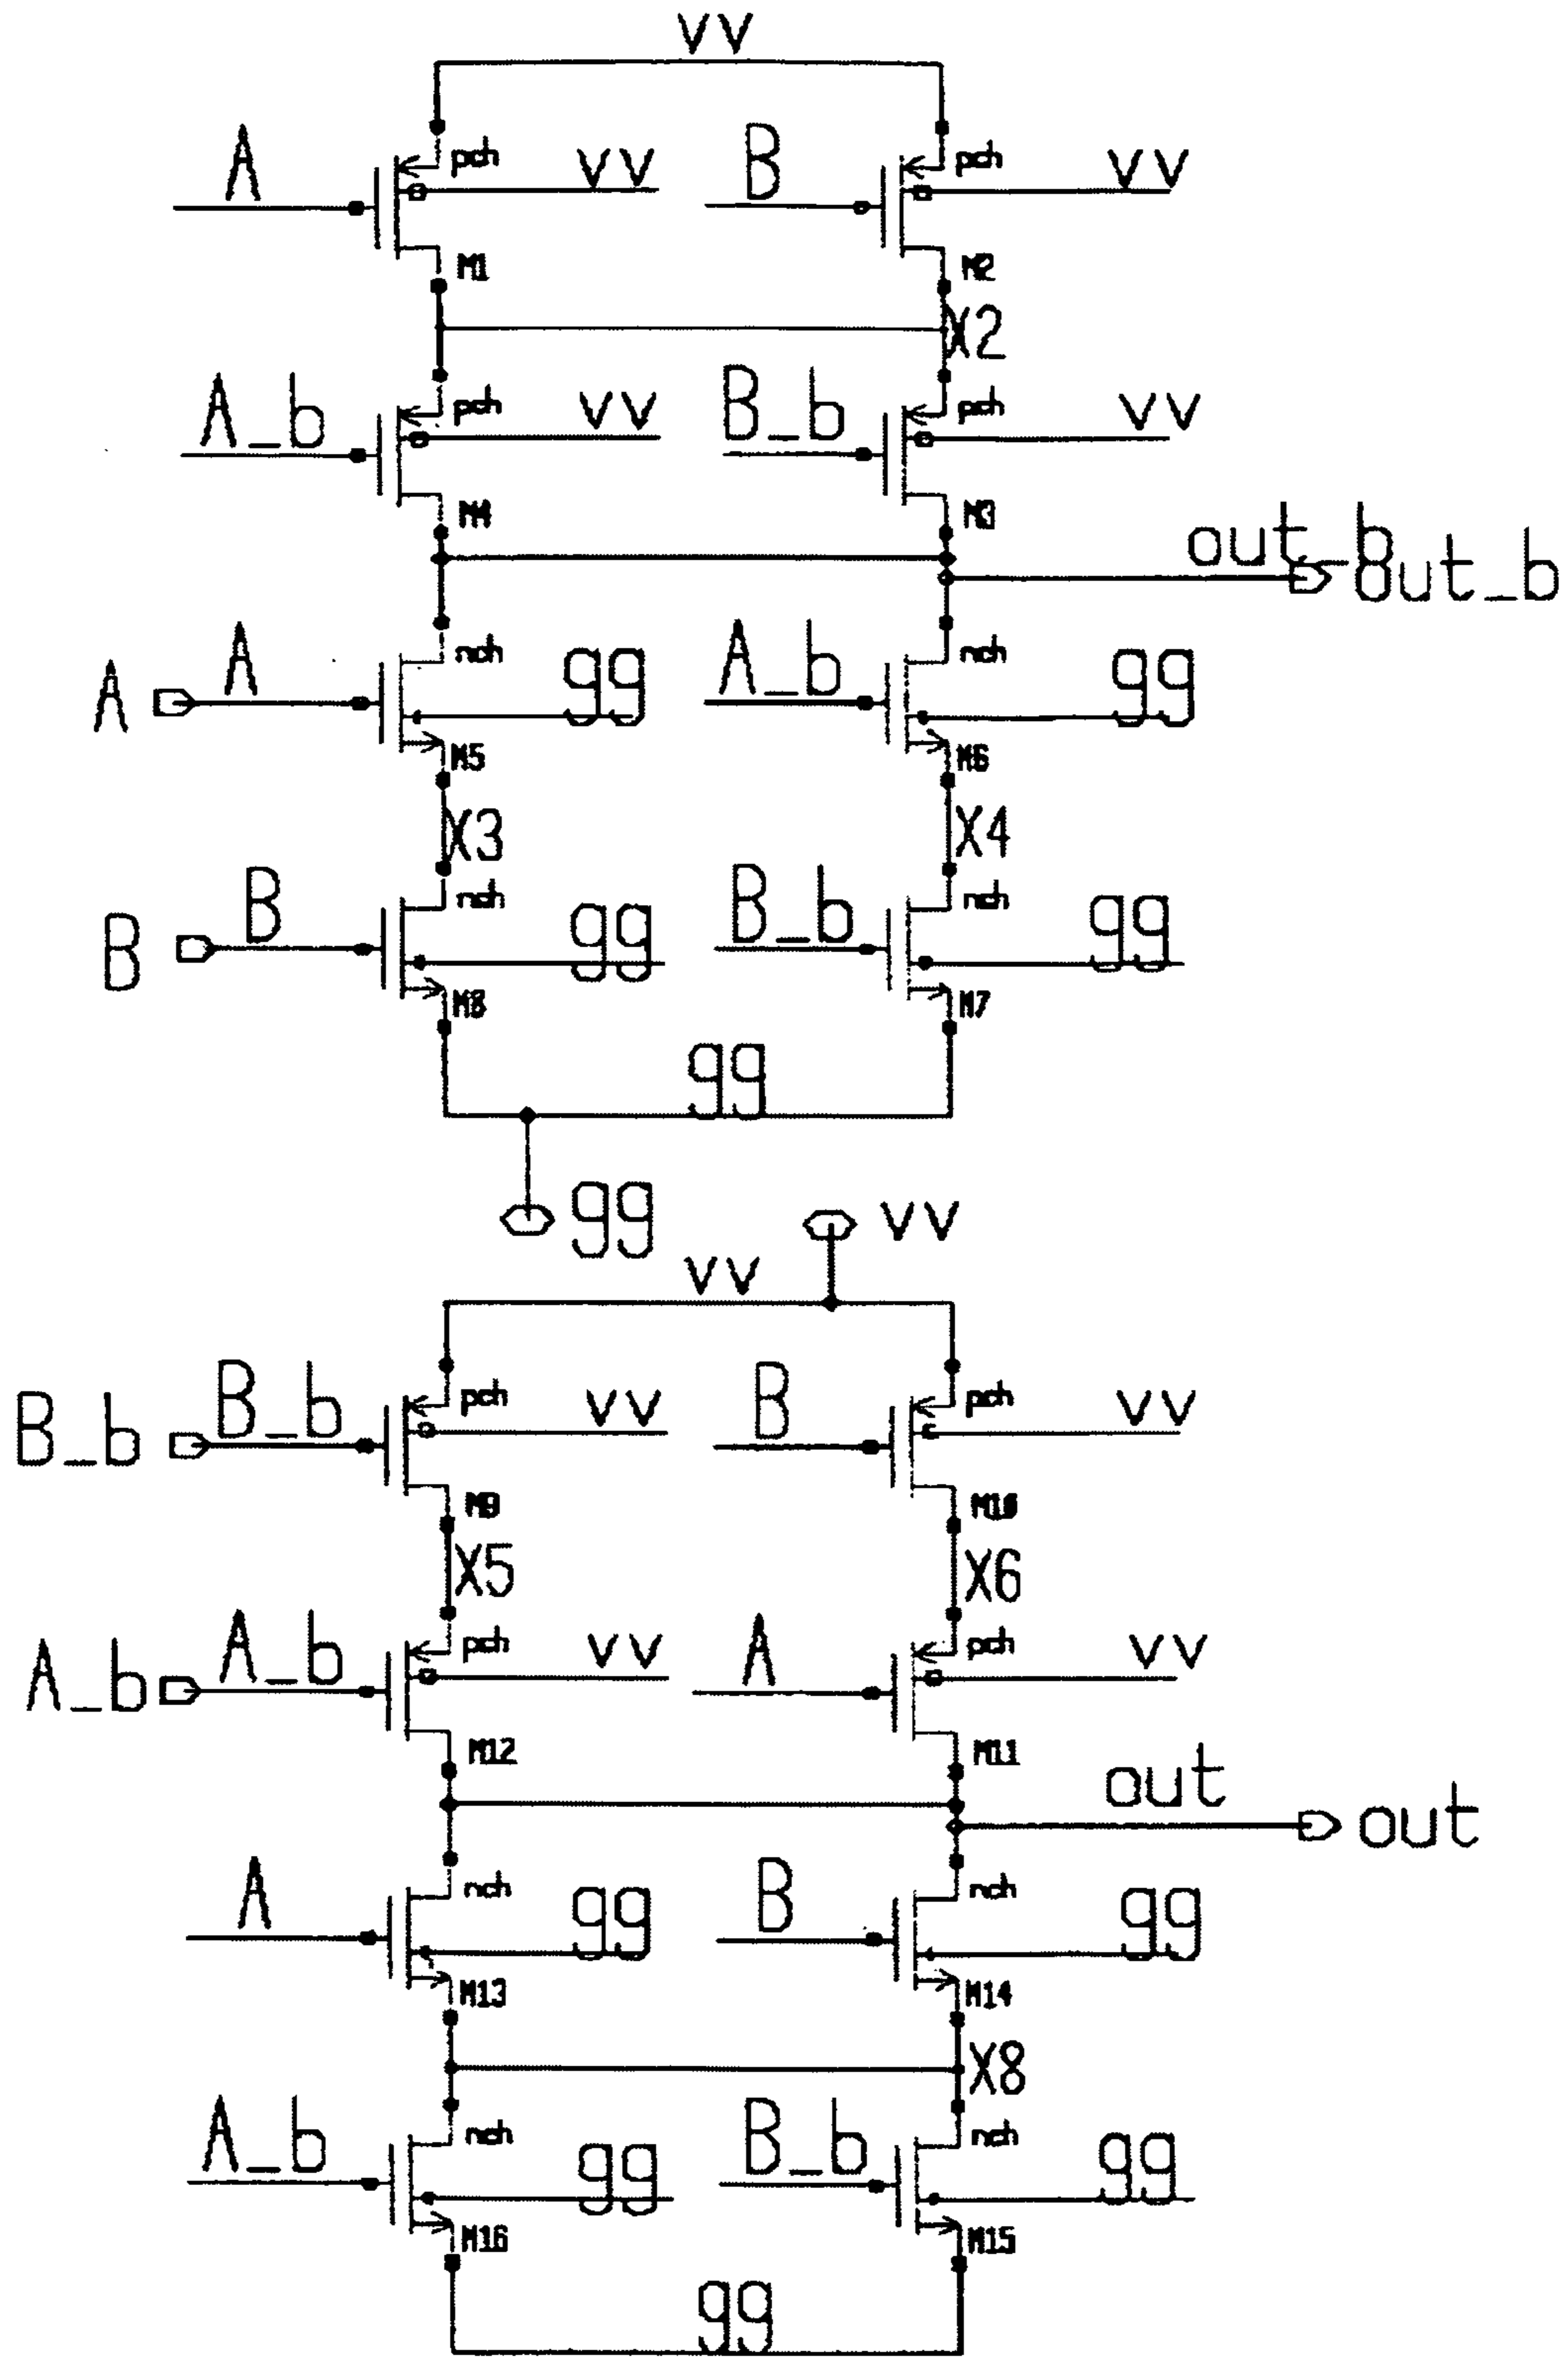 vv
A pch vv B pch vv
M1 M2
X2
A_b pch vv B_b pch vv
M4 M3
out_b
out_b
A A nch gg A_b nch gg
M5 M6
X3 X4
B B nch gg B_b nch gg
M8 M7
gg
gg vv
vv
B_b B_b pch vv B pch vv
M9 M10
X5 X6
A_b A_b pch vv A pch vv
M12 M11
out
out
A nch gg B nch gg
M13 M14
X8
A_b nch gg B_b nch gg
M16 M15
gg